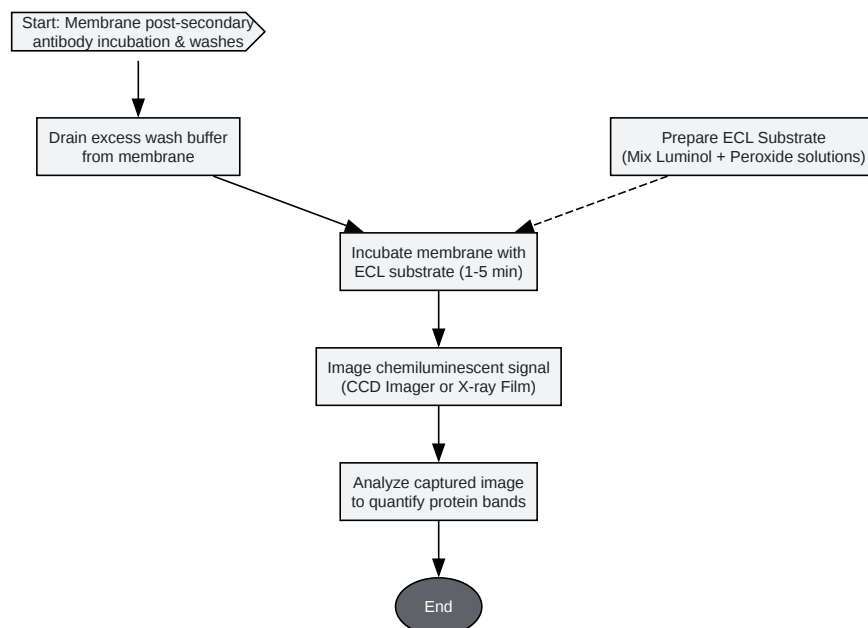 Start: Membrane post-secondary
antibody incubation & washes
Drain excess wash buffer
from membrane
Prepare ECL Substrate
(Mix Luminol + Peroxide solutions)
Incubate membrane with
ECL substrate (1-5 min)
Image chemiluminescent signal
(CCD Imager or X-ray Film)
Analyze captured image
to quantify protein bands
End